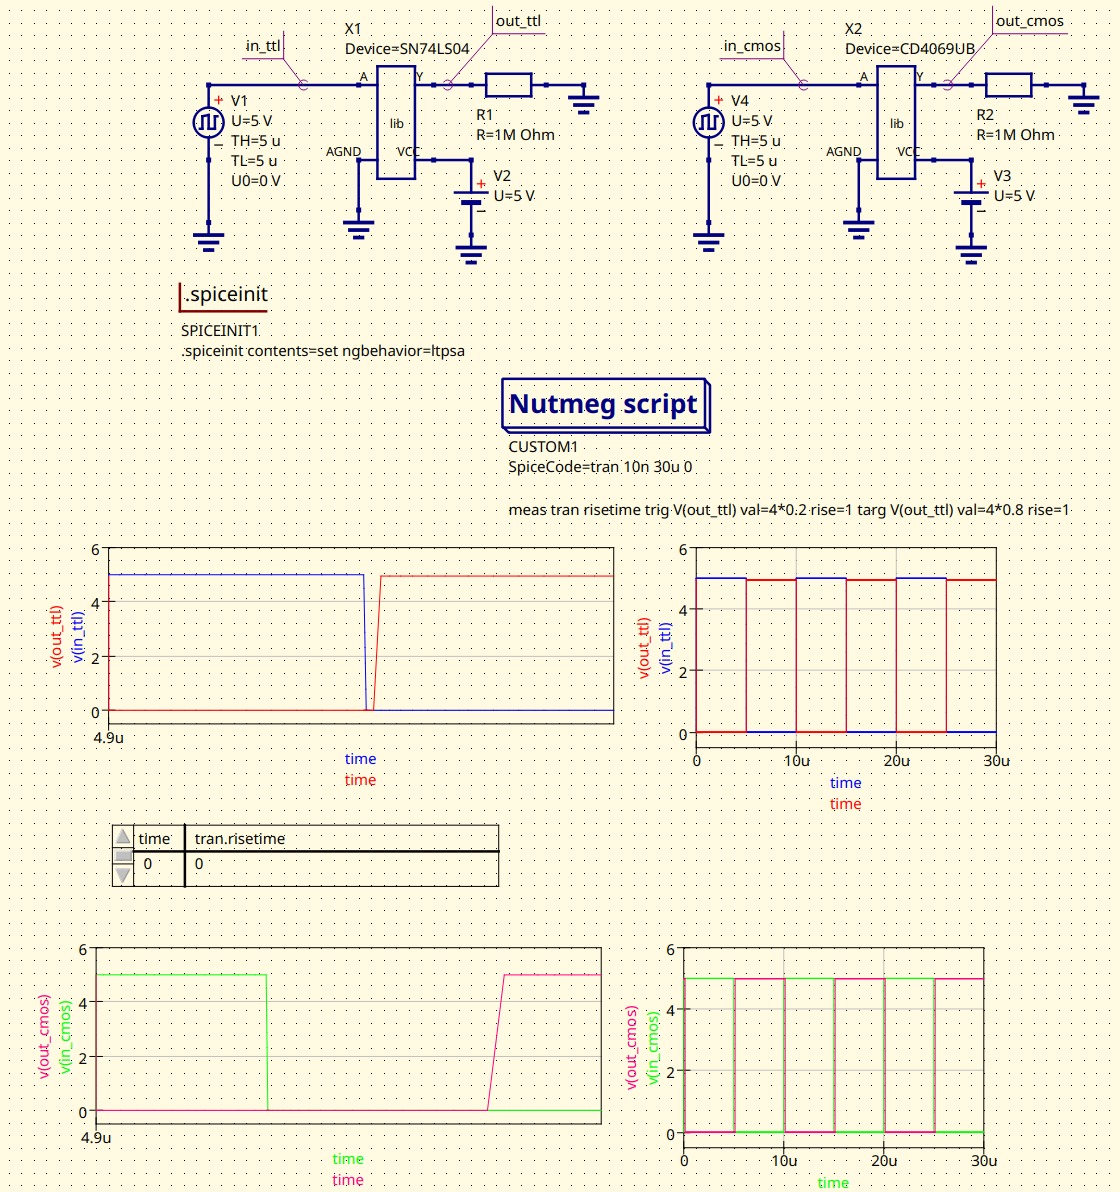 out_ttl
out_cmos
X1
X2
in_ttl
Device=SN74LS04
in_cmos
Device=CD4069UB
A
Y
A
Y
+
V1
U=5 V
TH=5 u
TL=5 u
U0=0 V
lib
R1
R=1M Ohm
+
V4
U=5 V
TH=5 u
TL=5 u
U0=0 V
lib
R2
R=1M Ohm
AGND
VCC
AGND
VCC
+
V2
U=5 V
+
V3
U=5 V
.spiceinit
SPICEINIT1
.spiceinit contents=set ngbehavior=ltpsa
Nutmeg script
CUSTOM1
SpiceCode=tran 10n 30u 0
meas tran risetime trig V(out_ttl) val=4*0.2 rise=1 targ V(out_ttl) val=4*0.8 rise=1
v(out_ttl)
v(in_ttl)
6
4
2
0
4.9u
time
time
v(out_ttl)
v(in_ttl)
6
4
2
0
0 10u 20u 30u
time
time
time tran.risetime
0 0
v(out_cmos)
v(in_cmos)
6
4
2
0
4.9u
time
time
v(out_cmos)
v(in_cmos)
6
4
2
0
0 10u 20u 30u
time